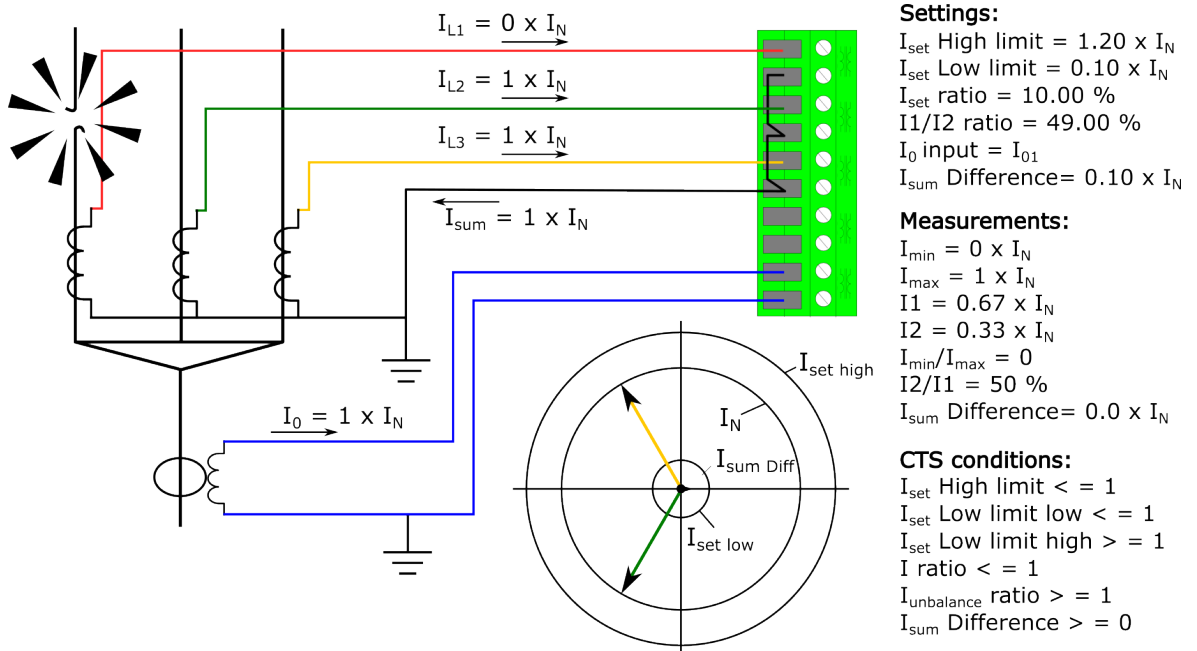 I_L1 = 0 x I_N
I_L2 = 1 x I_N
I_L3 = 1 x I_N
I_sum = 1 x I_N
I_0 = 1 x I_N
I_set high
I_N
I_sum Diff
I_set low
Settings:
I_set High limit = 1.20 x I_N
I_set Low limit = 0.10 x I_N
I_set ratio = 10.00 %
I1/I2 ratio = 49.00 %
I_0 input = I_01
I_sum Difference= 0.10 x I_N
Measurements:
I_min = 0 x I_N
I_max = 1 x I_N
I1 = 0.67 x I_N
I2 = 0.33 x I_N
I_min/I_max = 0
I2/I1 = 50 %
I_sum Difference= 0.0 x I_N
CTS conditions:
I_set High limit < = 1
I_set Low limit low < = 1
I_set Low limit high > = 1
I ratio < = 1
I_unbalance ratio > = 1
I_sum Difference > = 0